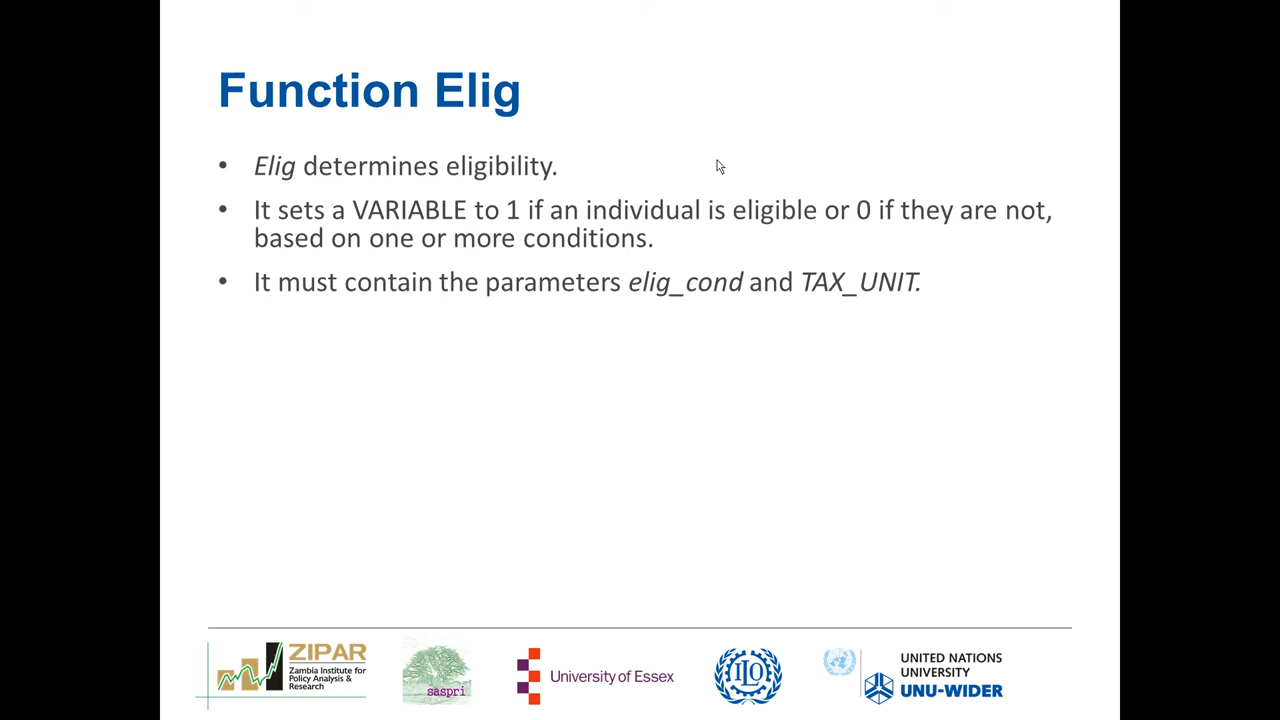 Function Elig
• Elig determines eligibility.
• It sets a VARIABLE to 1 if an individual is eligible or 0 if they are not,
based on one or more conditions.
• It must contain the parameters elig_cond and TAX_UNIT.
ZIPAR
Zambia Institute for
Policy Analysis &
Research
saspri
University of Essex
ILO
UNITED NATIONS
UNIVERSITY
UNU-WIDER